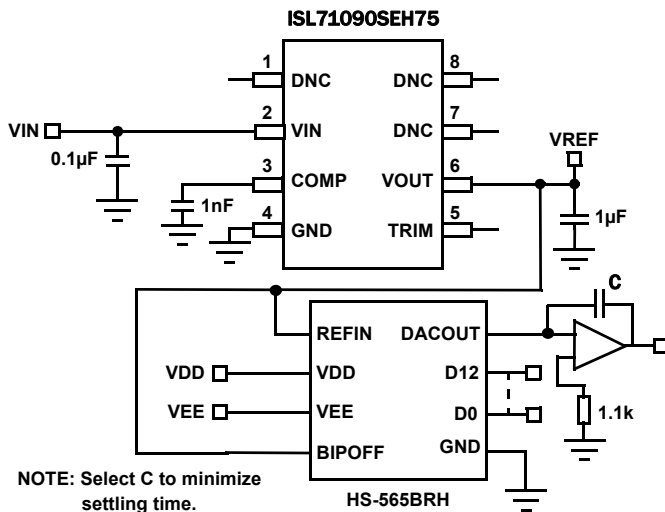 ISL71090SEH75
1 DNC DNC 8
VIN 2 VIN DNC 7
0.1µF
VREF
3 COMP VOUT 6
1nF
1µF
4 GND TRIM 5
C
REFIN DACOUT
VDD VDD D12
VEE VEE D0
1.1k
BIPOFF GND
NOTE: Select C to minimize
settling time.
HS-565BRH